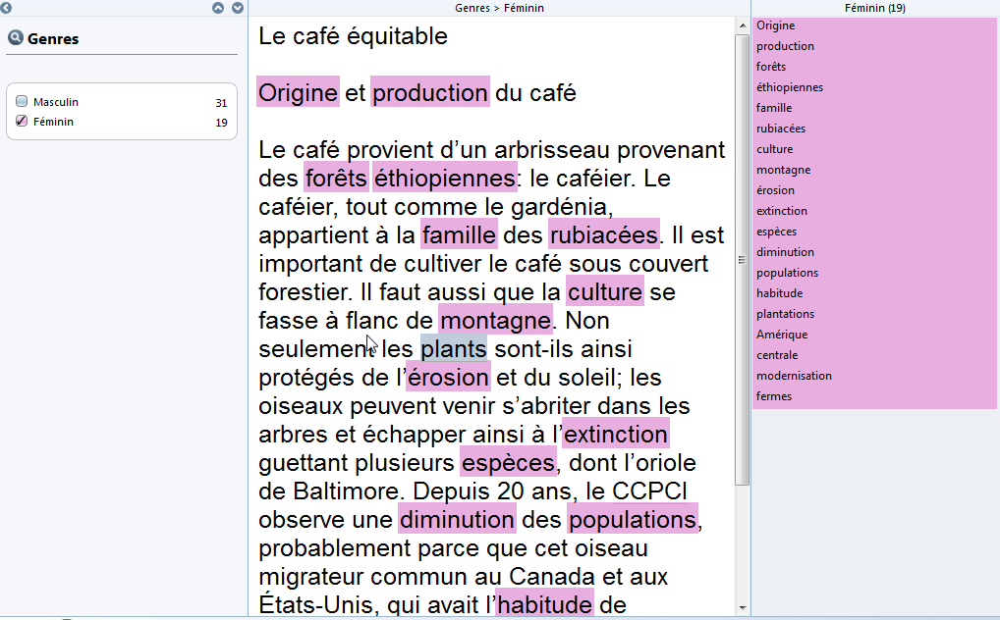 Genres > Féminin
Féminin (19)
Genres
Masculin 31
Féminin 19
Le café équitable
Origine et production du café
Le café provient d’un arbrisseau provenant
des forêts éthiopiennes: le caféier. Le
caféier, tout comme le gardénia,
appartient à la famille des rubiacées. Il est
important de cultiver le café sous couvert
forestier. Il faut aussi que la culture se
fasse à flanc de montagne. Non
seulement les plants sont-ils ainsi
protégés de l’érosion et du soleil; les
oiseaux peuvent venir s’abriter dans les
arbres et échapper ainsi à l’extinction
guettant plusieurs espèces, dont l’oriole
de Baltimore. Depuis 20 ans, le CCPCI
observe une diminution des populations,
probablement parce que cet oiseau
migrateur commun au Canada et aux
États-Unis, qui avait l’habitude de
Origine
production
forêts
éthiopiennes
famille
rubiacées
culture
montagne
érosion
extinction
espèces
diminution
populations
habitude
plantations
Amérique
centrale
modernisation
fermes